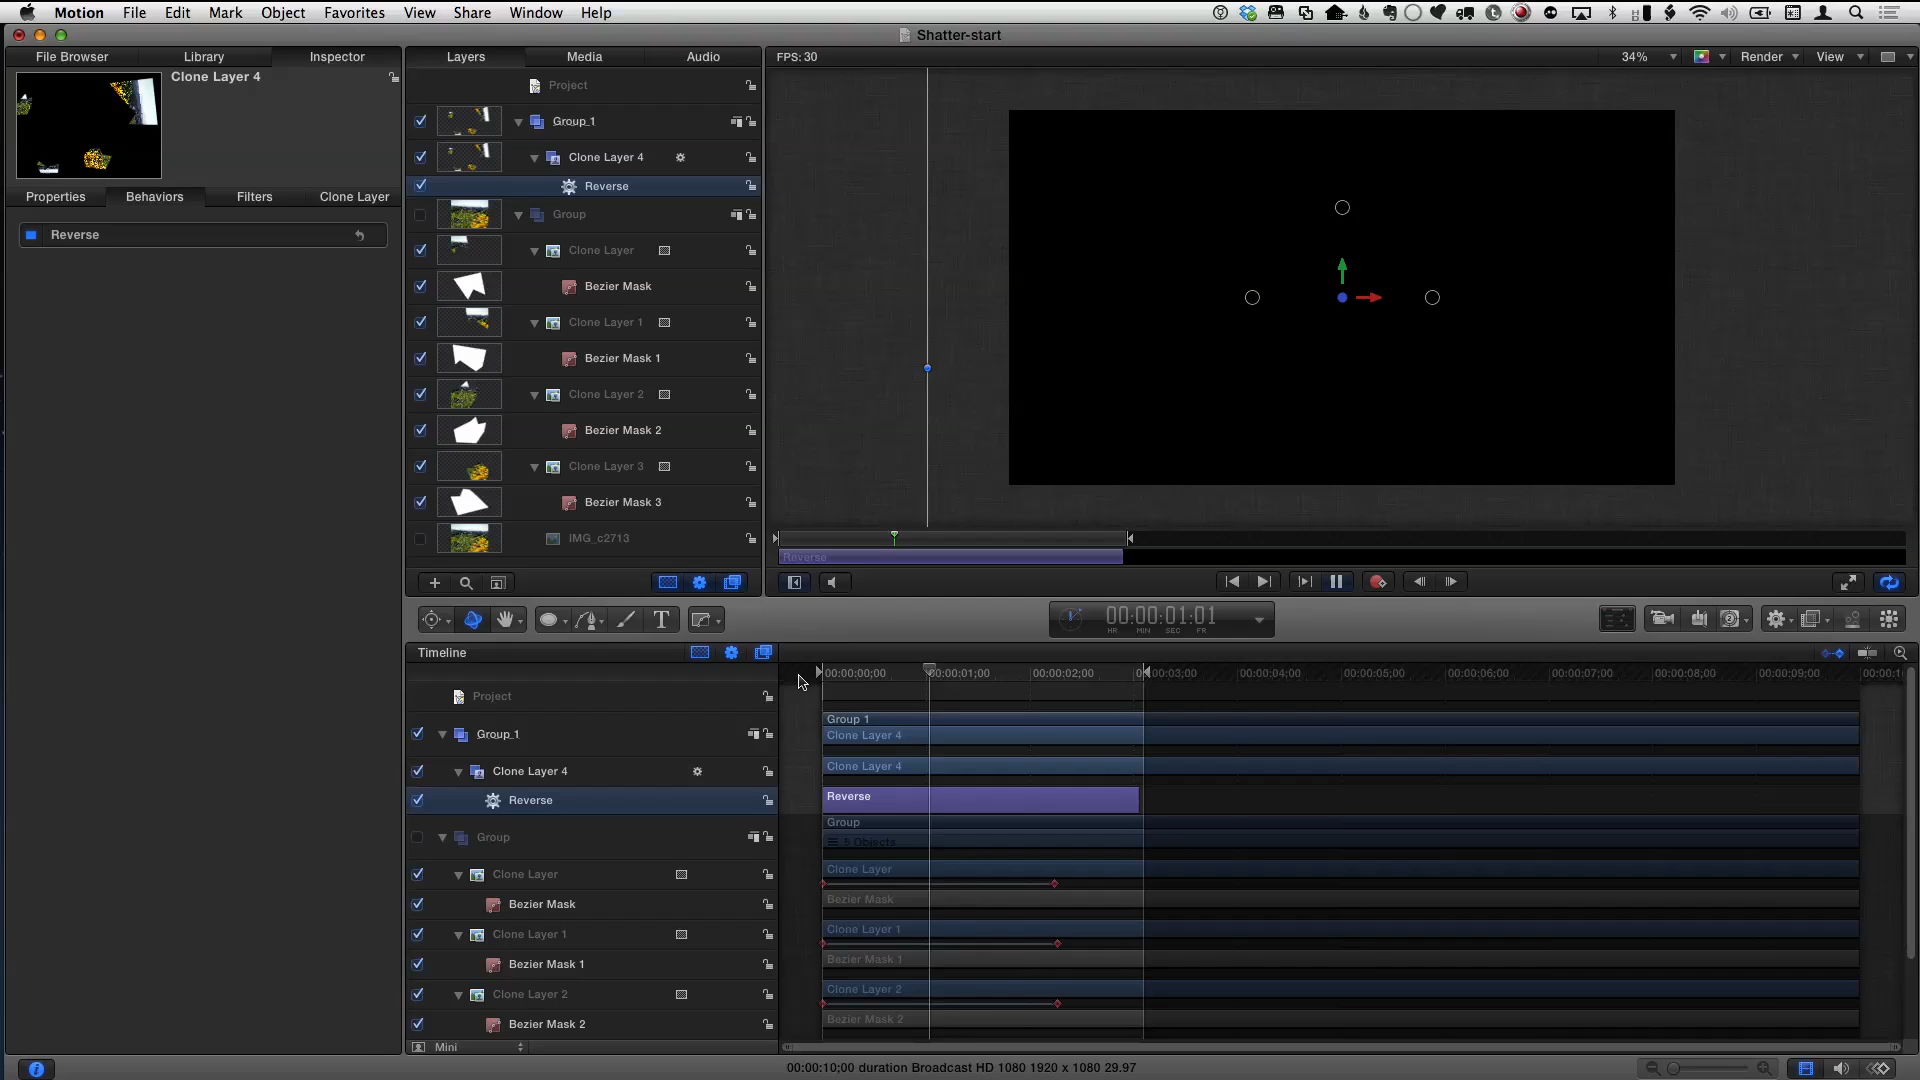 Motion File Edit Mark Object Favorites View Share Window Help
Shatter-start
File Browser Library Inspector
Layers Media Audio
FPS: 30
34% Render View
Clone Layer 4
Properties Behaviors Filters Clone Layer
Reverse
Project
Group 1
Clone Layer 4
Reverse
Group
Clone Layer
Bezier Mask
Clone Layer 1
Bezier Mask 1
Clone Layer 2
Bezier Mask 2
Clone Layer 3
Bezier Mask 3
IMG_c2713
Reverse
T
00:00:01:01
HR MIN SEC FR
Timeline
00:00:00;00 00:00:01;00 00:00:02;00 00:00:04;00 00:00:05;00 00:00:06;00 00:00:07;00 00:00:08;00 00:00:09;00
Project
Group 1
Group 1
Clone Layer 4
Clone Layer 4
Clone Layer 4
Reverse
Reverse
Group
Group
5 Objects
Clone Layer
Clone Layer
Bezier Mask
Bezier Mask
Clone Layer 1
Clone Layer 1
Bezier Mask 1
Bezier Mask 1
Clone Layer 2
Clone Layer 2
Bezier Mask 2
Bezier Mask 2
Mini
00:00:10;00 duration Broadcast HD 1080 1920 x 1080 29.97